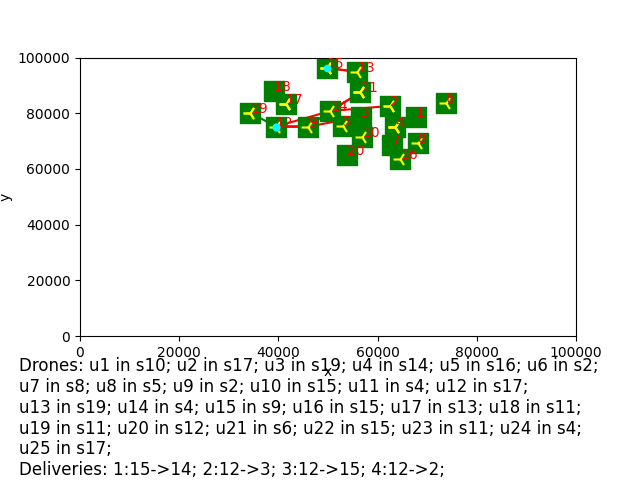 100000
80000
60000
40000
20000
0
y
0 20000 40000 60000 80000 100000
x
Drones: u1 in s10; u2 in s17; u3 in s19; u4 in s14; u5 in s16; u6 in s2;
u7 in s8; u8 in s5; u9 in s2; u10 in s15; u11 in s4; u12 in s17;
u13 in s19; u14 in s4; u15 in s9; u16 in s15; u17 in s13; u18 in s11;
u19 in s11; u20 in s12; u21 in s6; u22 in s15; u23 in s11; u24 in s4;
u25 in s17;
Deliveries: 1:15->14; 2:12->3; 3:12->15; 4:12->2;